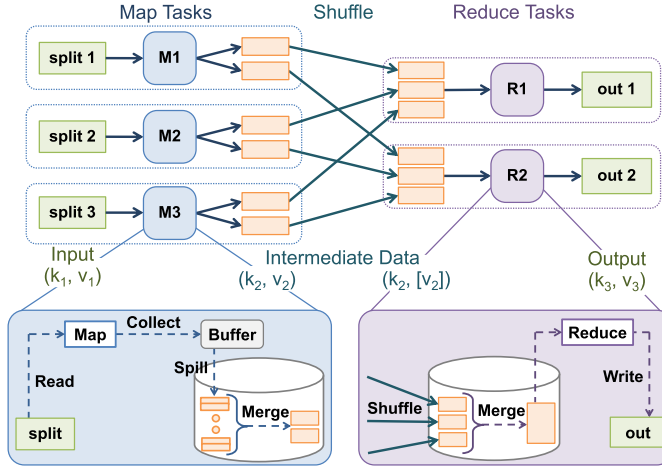 Map Tasks
Shuffle
Reduce Tasks
split 1
M1
split 2
M2
split 3
M3
R1
out 1
R2
out 2
Input
(k₁, v₁)
Intermediate Data
(k₂, v₂)
(k₂, [v₂])
Output
(k₃, v₃)
Map
Collect
Buffer
Read
Spill
Merge
split
Shuffle
Merge
Reduce
Write
out